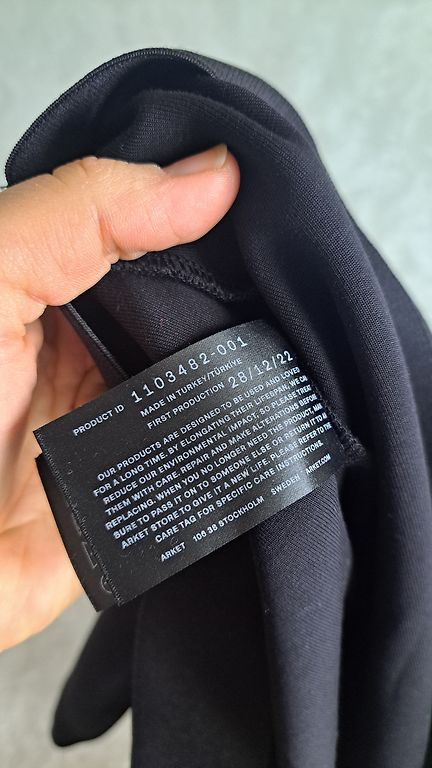 PRODUCT ID 1103482-001
MADE IN TURKEY/TÜRKIYE
FIRST PRODUCTION 28/12/22
OUR PRODUCTS ARE DESIGNED TO BE USED AND LOVED
FOR A LONG TIME. BY ELONGATING THEIR LIFESPAN, WE CAN
REDUCE OUR ENVIRONMENTAL IMPACT, SO PLEASE TREAT
THEM WITH CARE, REPAIR AND MAKE ALTERATIONS BEFORE
REPLACING. WHEN YOU NO LONGER NEED THE PRODUCT, MAKE
SURE TO PASS IT ON TO SOMEONE ELSE OR RETURN IT TO AN
ARKET STORE TO GIVE IT A NEW LIFE. PLEASE REFER TO THE
CARE TAG FOR SPECIFIC CARE INSTRUCTIONS.
ARKET 106 38 STOCKHOLM SWEDEN ARKET.COM